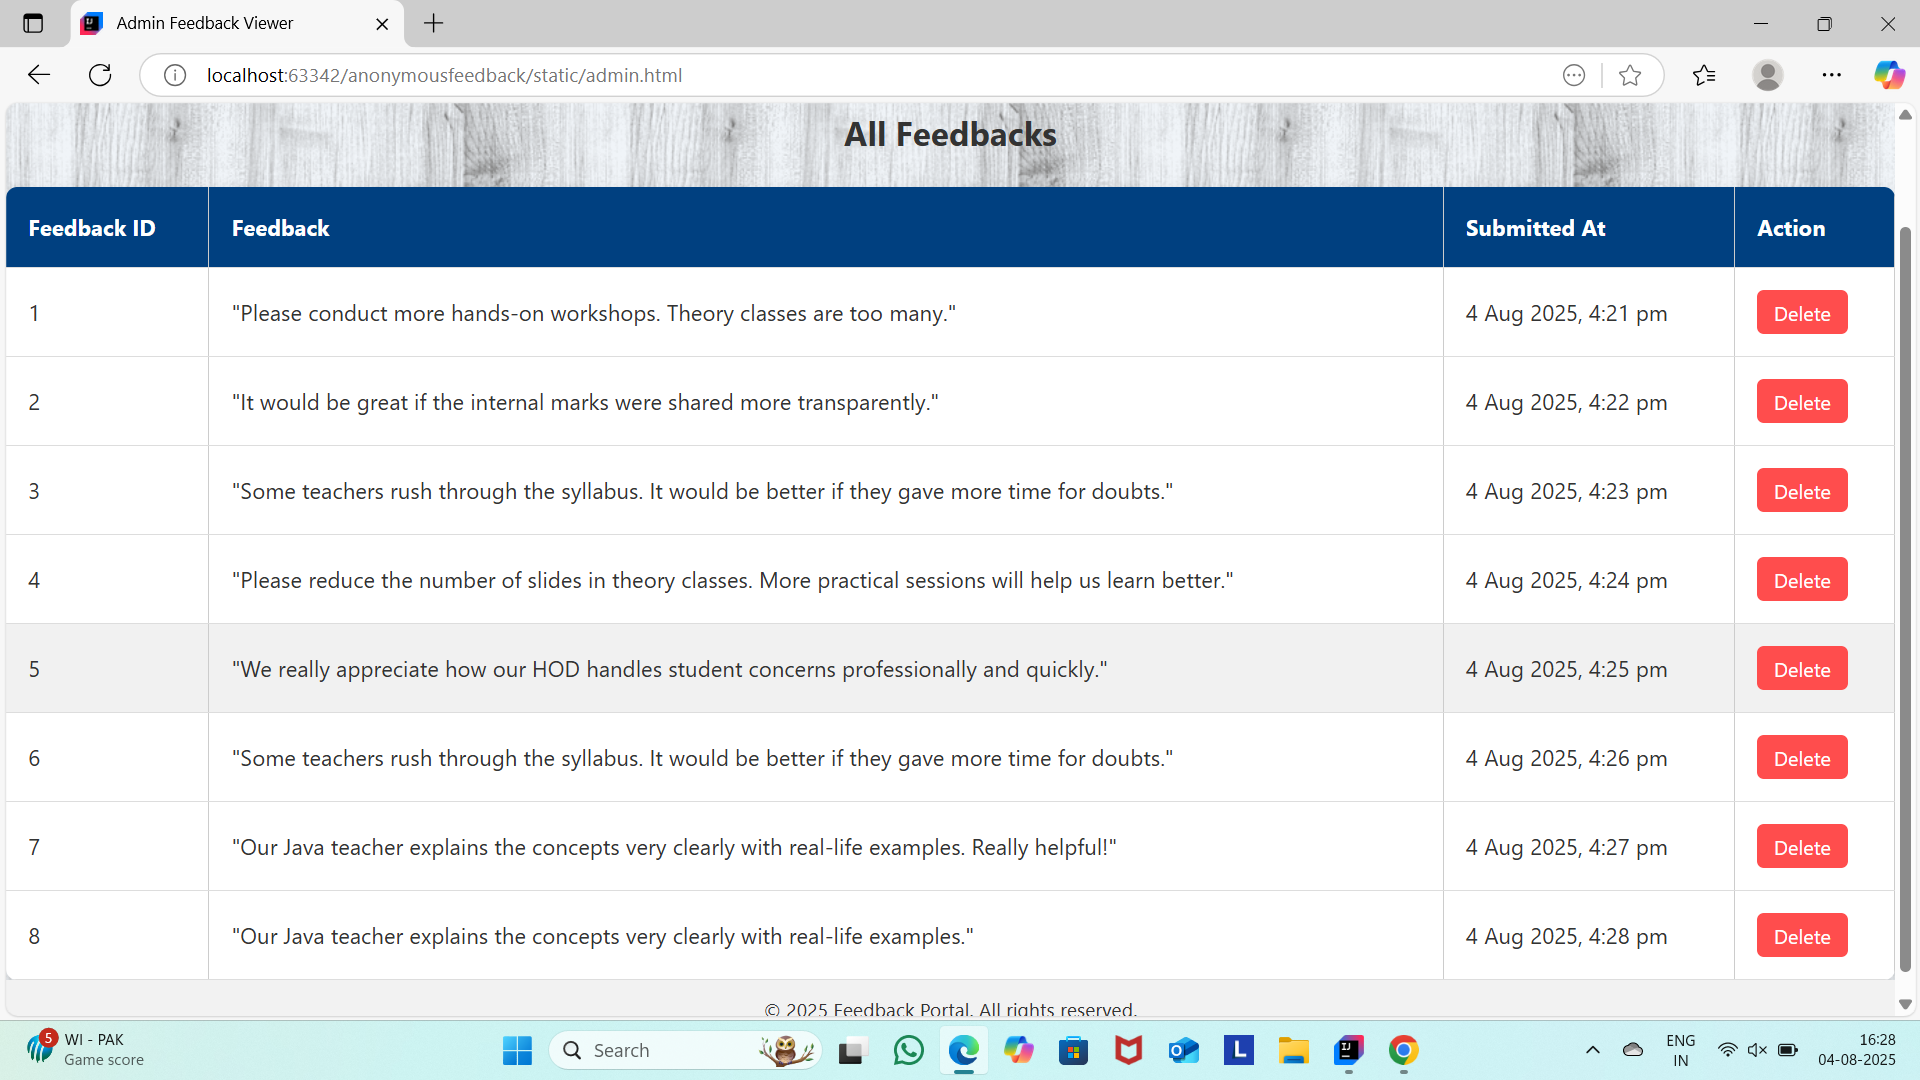 Admin Feedback Viewer
localhost:63342/anonymousfeedback/static/admin.html
All Feedbacks
Feedback ID Feedback Submitted At Action
1 "Please conduct more hands-on workshops. Theory classes are too many." 4 Aug 2025, 4:21 pm Delete
2 "It would be great if the internal marks were shared more transparently." 4 Aug 2025, 4:22 pm Delete
3 "Some teachers rush through the syllabus. It would be better if they gave more time for doubts." 4 Aug 2025, 4:23 pm Delete
4 "Please reduce the number of slides in theory classes. More practical sessions will help us learn better." 4 Aug 2025, 4:24 pm Delete
5 "We really appreciate how our HOD handles student concerns professionally and quickly." 4 Aug 2025, 4:25 pm Delete
6 "Some teachers rush through the syllabus. It would be better if they gave more time for doubts." 4 Aug 2025, 4:26 pm Delete
7 "Our Java teacher explains the concepts very clearly with real-life examples. Really helpful!" 4 Aug 2025, 4:27 pm Delete
8 "Our Java teacher explains the concepts very clearly with real-life examples." 4 Aug 2025, 4:28 pm Delete
© 2025 Feedback Portal. All rights reserved.
5 WI - PAK
Game score
Search
L
IJ
ENG
IN
16:28
04-08-2025